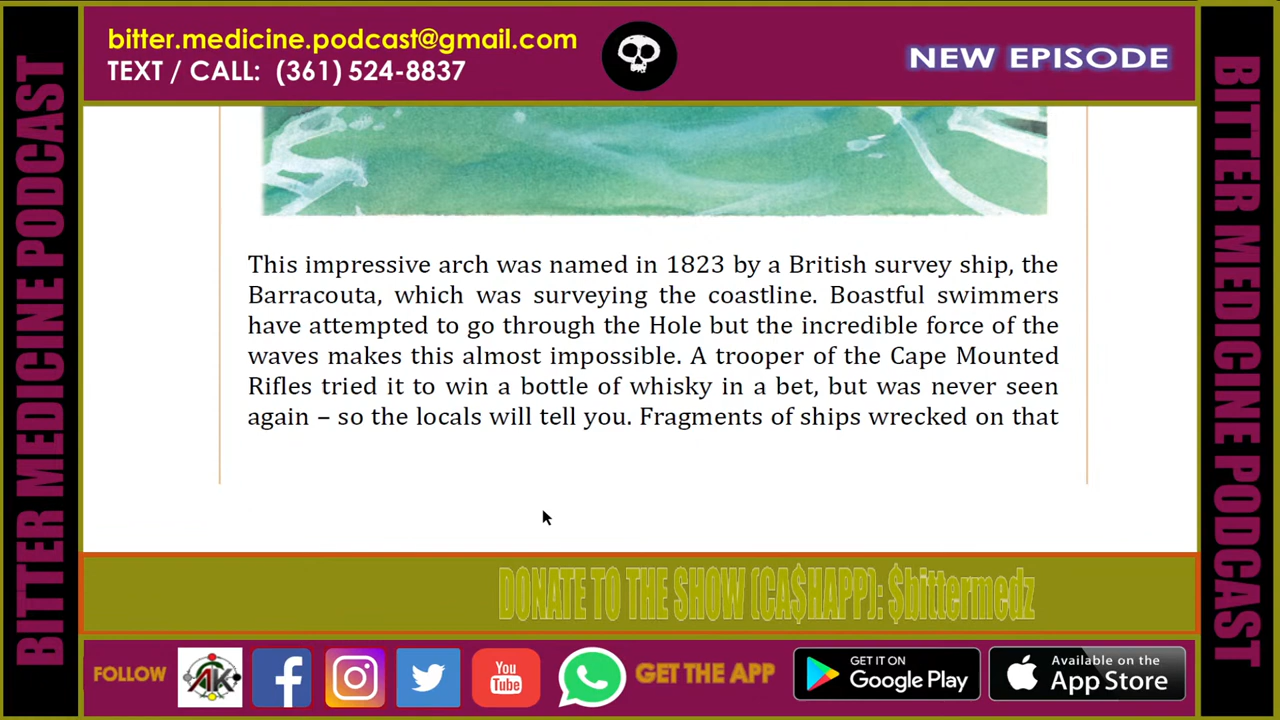 bitter.medicine.podcast@gmail.com
TEXT / CALL: (361) 524-8837
NEW EPISODE
BITTER MEDICINE PODCAST
This impressive arch was named in 1823 by a British survey ship, the
Barracouta, which was surveying the coastline. Boastful swimmers
have attempted to go through the Hole but the incredible force of the
waves makes this almost impossible. A trooper of the Cape Mounted
Rifles tried it to win a bottle of whisky in a bet, but was never seen
again – so the locals will tell you. Fragments of ships wrecked on that
BITTER MEDICINE PODCAST
DONATE TO THE SHOW (CA$HAPP): $bittermedz
FOLLOW
ATK
You
Tube
GET THE APP
GET IT ON
Google Play
Available on the
App Store